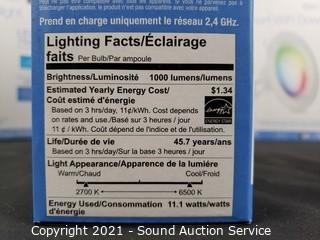 Prend en charge uniquement le réseau 2,4 GHz.
Lighting Facts/Éclairage
faits Per Bulb/Par ampoule
Brightness/Luminosité 1000 lumens/lumens
Estimated Yearly Energy Cost/ $1.34
Coût estimé d'énergie
Based on 3 hrs/day, 11¢/kWh. Cost depends
on rates and use./Basé sur 3 heures / jour
11 ¢ / kWh. Coût dépend de l'indice et de l'utilisation.
ENERGY STAR
Life/Durée de vie 45.7 years/ans
Based on 3 hrs/day/Sur la base 3 heures / jour
Light Appearance/Apparence de la lumière
Warm/Chaud Cool/Froid
2700 K 6500 K
Energy Used/Consommation 11.1 watts/watts
d'énergie
Copyright 2021 - Sound Auction Service